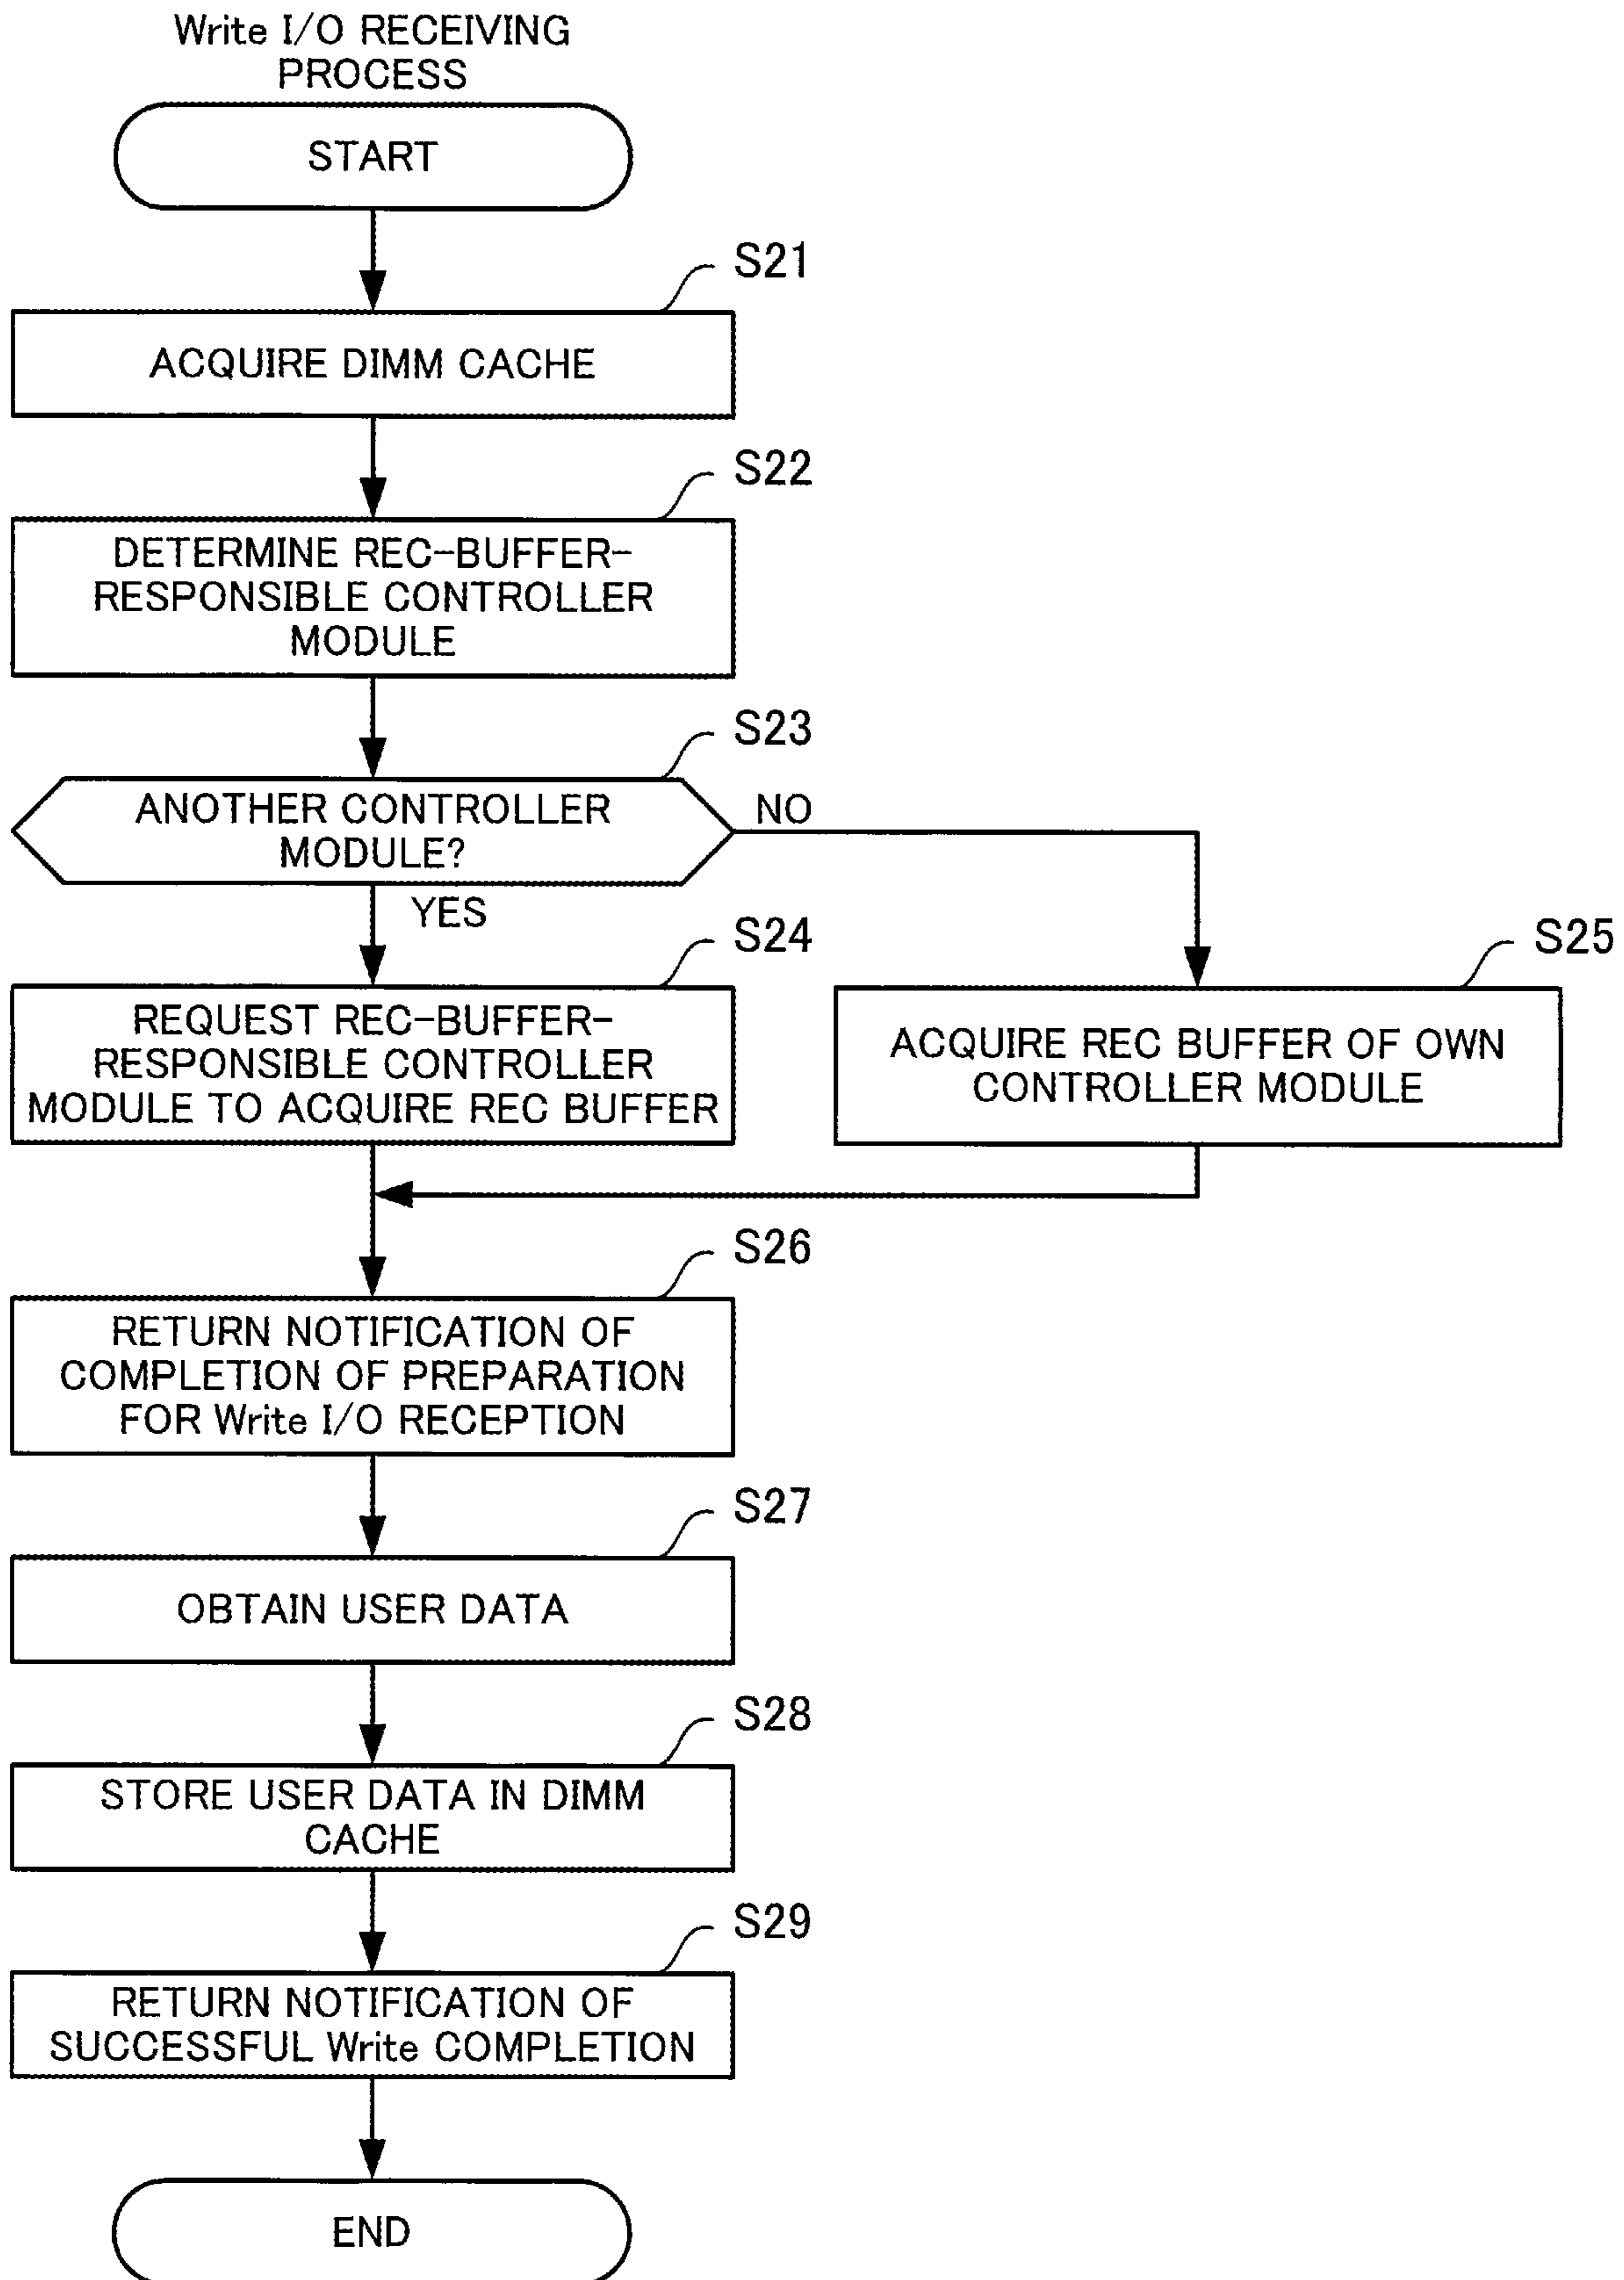 Write I/O RECEIVING
PROCESS
START
S21
ACQUIRE DIMM CACHE
S22
DETERMINE REC-BUFFER-
RESPONSIBLE CONTROLLER
MODULE
S23
ANOTHER CONTROLLER
MODULE?
NO
YES
S24
REQUEST REC-BUFFER-
RESPONSIBLE CONTROLLER
MODULE TO ACQUIRE REC BUFFER
S25
ACQUIRE REC BUFFER OF OWN
CONTROLLER MODULE
S26
RETURN NOTIFICATION OF
COMPLETION OF PREPARATION
FOR Write I/O RECEPTION
S27
OBTAIN USER DATA
S28
STORE USER DATA IN DIMM
CACHE
S29
RETURN NOTIFICATION OF
SUCCESSFUL Write COMPLETION
END